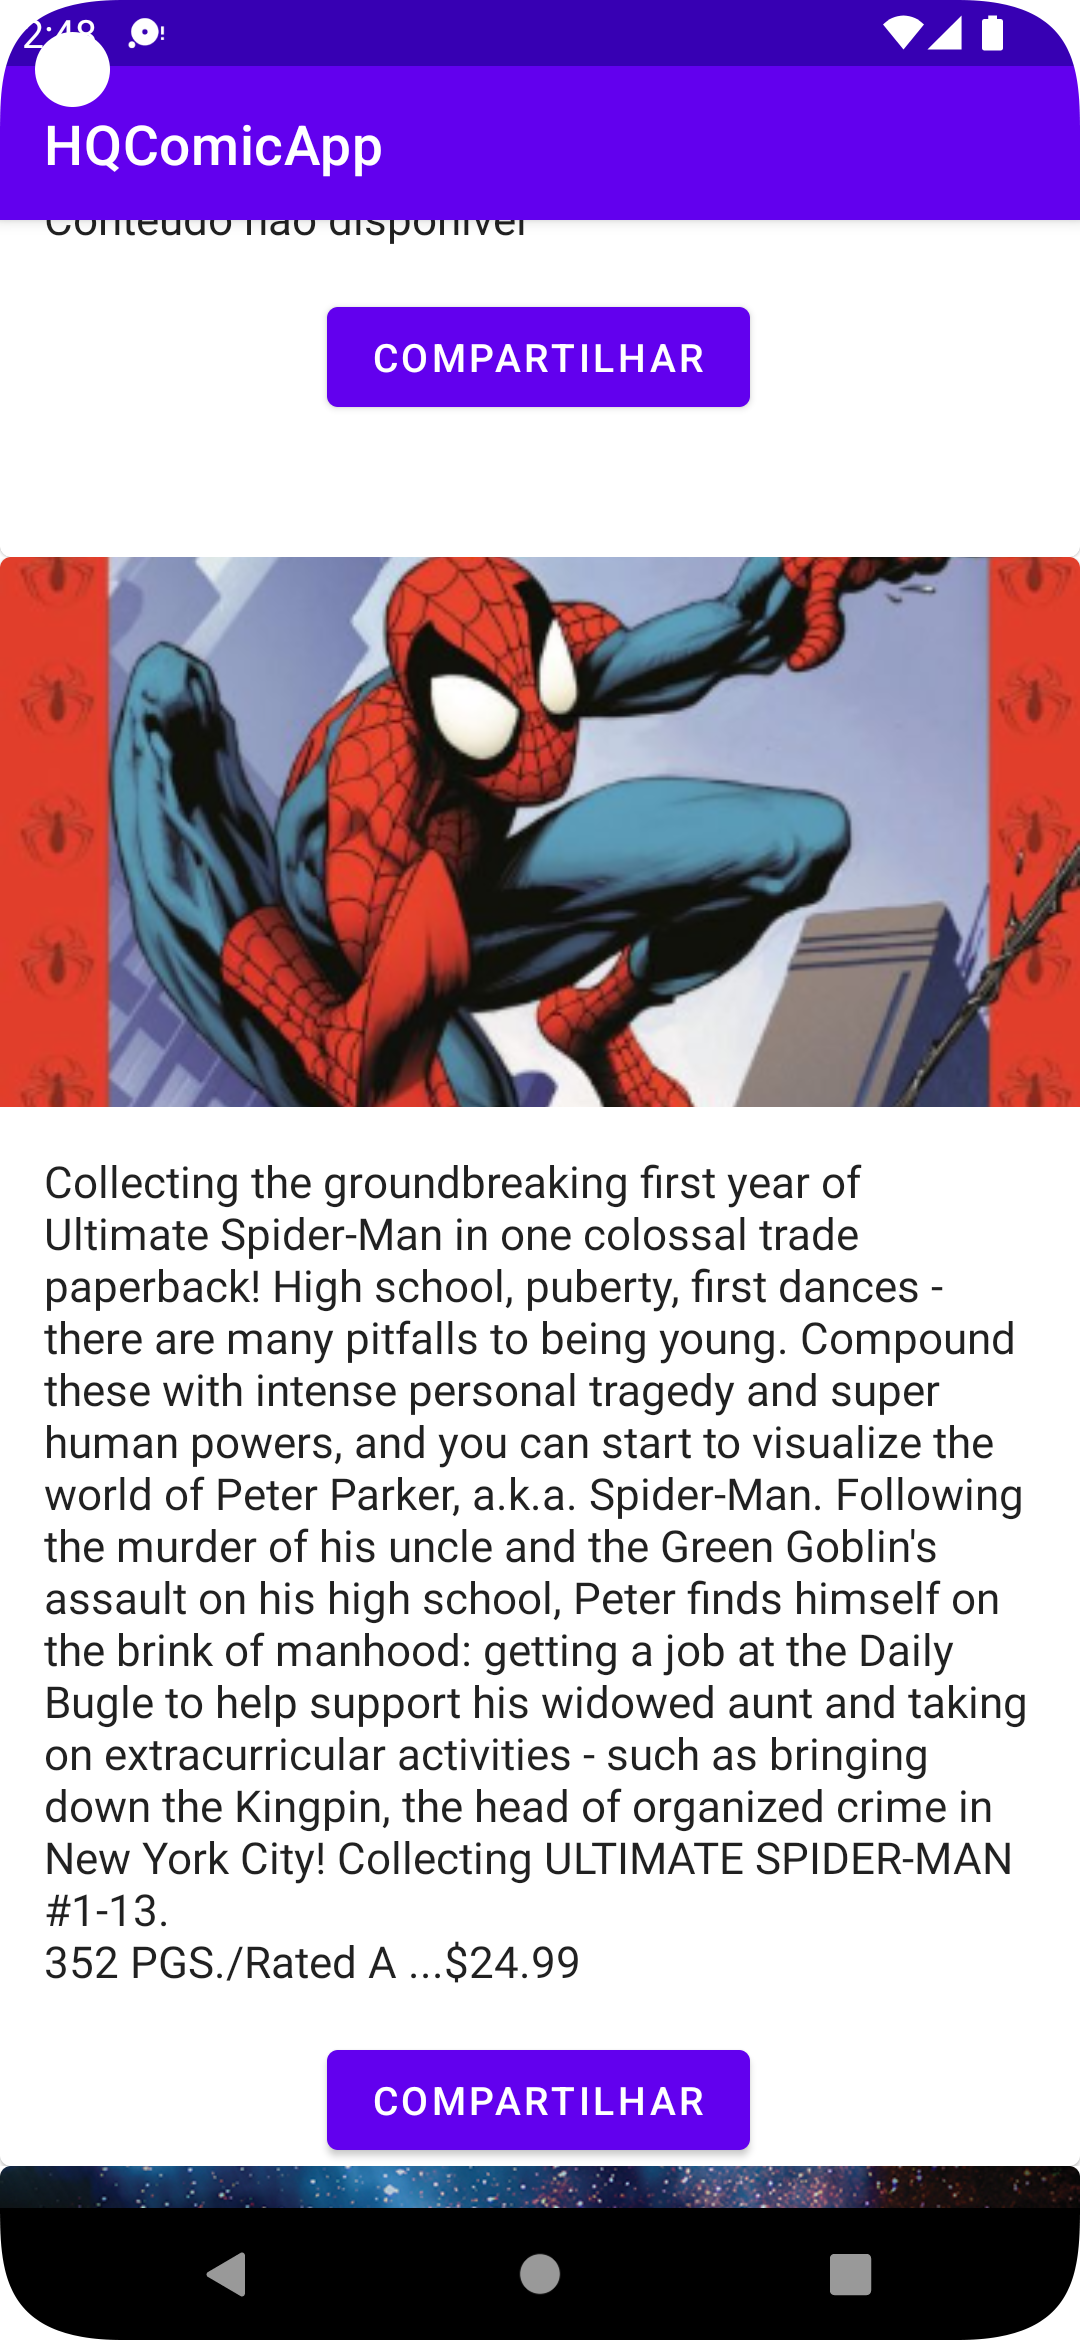 2:48
HQComicApp
Conteúdo não disponível
COMPARTILHAR
Collecting the groundbreaking first year of
Ultimate Spider-Man in one colossal trade
paperback! High school, puberty, first dances -
there are many pitfalls to being young. Compound
these with intense personal tragedy and super
human powers, and you can start to visualize the
world of Peter Parker, a.k.a. Spider-Man. Following
the murder of his uncle and the Green Goblin's
assault on his high school, Peter finds himself on
the brink of manhood: getting a job at the Daily
Bugle to help support his widowed aunt and taking
on extracurricular activities - such as bringing
down the Kingpin, the head of organized crime in
New York City! Collecting ULTIMATE SPIDER-MAN
#1-13.
352 PGS./Rated A ...$24.99
COMPARTILHAR